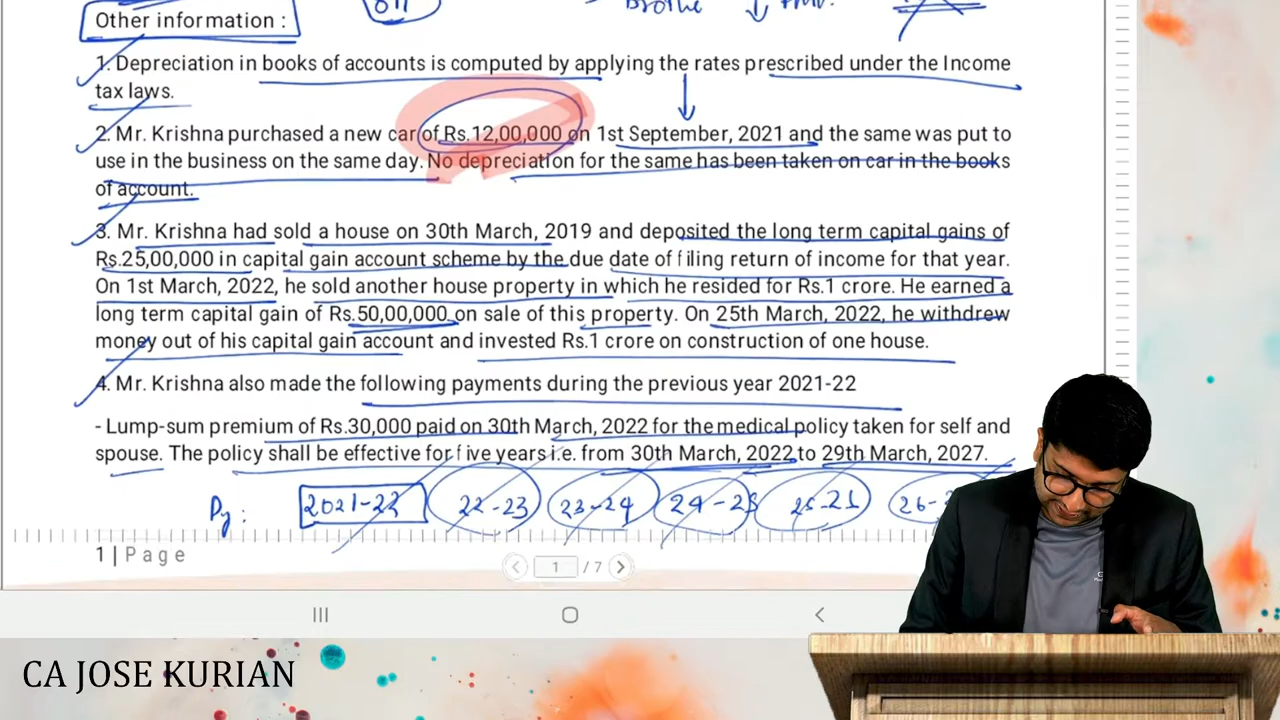 011
brothe
Other information :
1. Depreciation in books of accounts is computed by applying the rates prescribed under the Income
tax laws.
2. Mr. Krishna purchased a new car of Rs.12,00,000 on 1st September, 2021 and the same was put to
use in the business on the same day. No depreciation for the same has been taken on car in the books
of account.
3. Mr. Krishna had sold a house on 30th March, 2019 and deposited the long term capital gains of
Rs.25,00,000 in capital gain account scheme by the due date of filing return of income for that year.
On 1st March, 2022, he sold another house property in which he resided for Rs.1 crore. He earned a
long term capital gain of Rs.50,00,000 on sale of this property. On 25th March, 2022, he withdrew
money out of his capital gain account and invested Rs.1 crore on construction of one house.
4. Mr. Krishna also made the following payments during the previous year 2021-22
- Lump-sum premium of Rs.30,000 paid on 30th March, 2022 for the medical policy taken for self and
spouse. The policy shall be effective for five years i.e. from 30th March, 2022 to 29th March, 2027.
Py: 2021-22 22-23 23-24 24-25 25-26 26-2
1 | Page
1 / 7
CA JOSE KURIAN